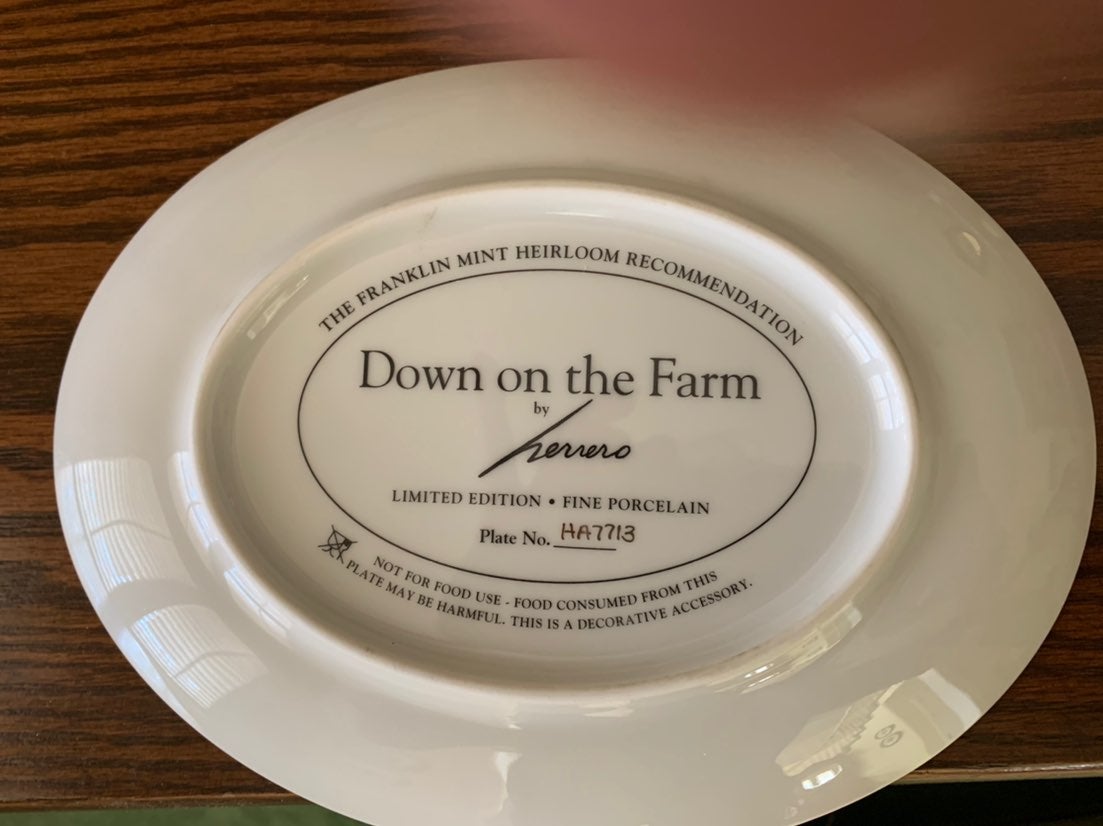 THE FRANKLIN MINT HEIRLOOM RECOMMENDATION
Down on the Farm
by
herrero
LIMITED EDITION • FINE PORCELAIN
Plate No. HA7713
NOT FOR FOOD USE - FOOD CONSUMED FROM THIS
PLATE MAY BE HARMFUL. THIS IS A DECORATIVE ACCESSORY.